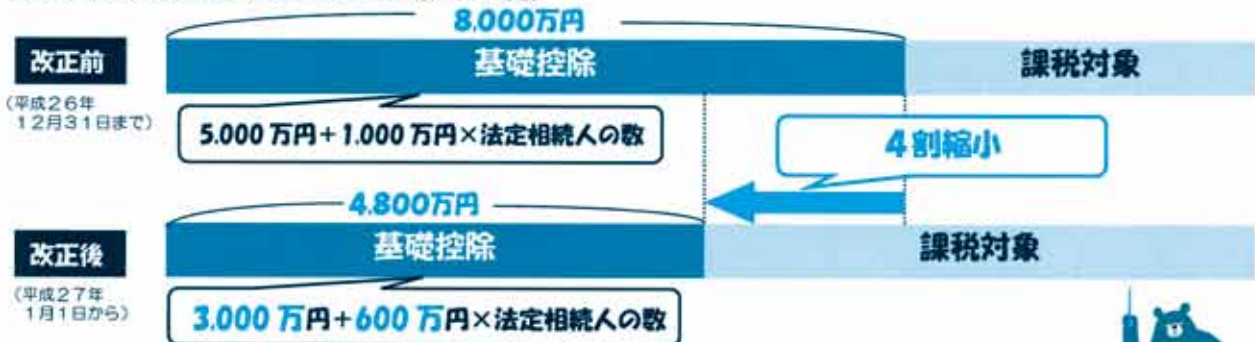 8,000万円
改正前
基礎控除
課税対象
(平成26年
12月31日まで)
5,000万円+1,000万円×法定相続人の数
4割縮小
4,800万円
改正後
基礎控除
課税対象
(平成27年
1月1日から)
3,000万円+600万円×法定相続人の数